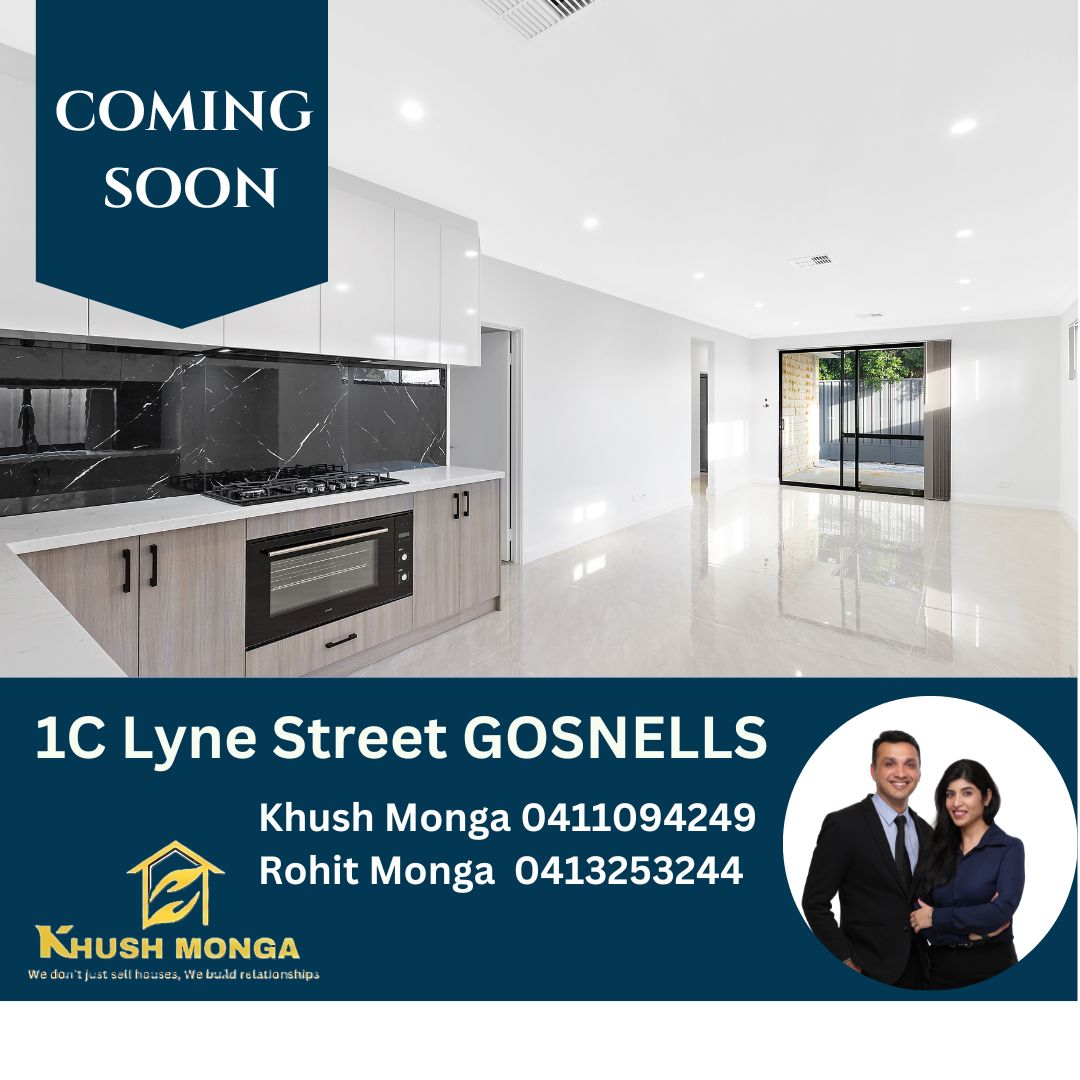 COMING
SOON
1C Lyne Street GOSNELLS
Khush Monga 0411094249
Rohit Monga 0413253244
KHUSH MONGA
We don't just sell houses, We build relationships